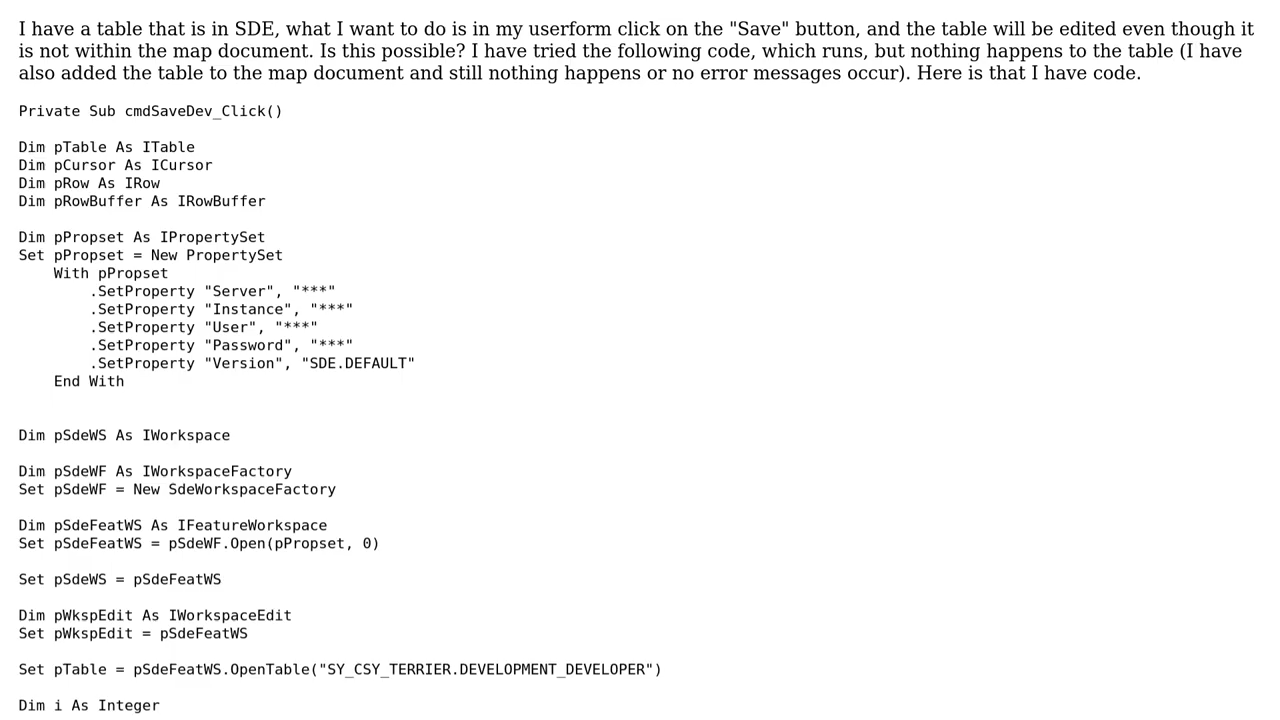 I have a table that is in SDE, what I want to do is in my userform click on the "Save" button, and the table will be edited even though it
is not within the map document. Is this possible? I have tried the following code, which runs, but nothing happens to the table (I have
also added the table to the map document and still nothing happens or no error messages occur). Here is that I have code.
Private Sub cmdSaveDev_Click()
Dim pTable As ITable
Dim pCursor As ICursor
Dim pRow As IRow
Dim pRowBuffer As IRowBuffer
Dim pPropset As IPropertySet
Set pPropset = New PropertySet
    With pPropset
        .SetProperty "Server", "***"
        .SetProperty "Instance", "***"
        .SetProperty "User", "***"
        .SetProperty "Password", "***"
        .SetProperty "Version", "SDE.DEFAULT"
    End With
Dim pSdeWS As IWorkspace
Dim pSdeWF As IWorkspaceFactory
Set pSdeWF = New SdeWorkspaceFactory
Dim pSdeFeatWS As IFeatureWorkspace
Set pSdeFeatWS = pSdeWF.Open(pPropset, 0)
Set pSdeWS = pSdeFeatWS
Dim pWkspEdit As IWorkspaceEdit
Set pWkspEdit = pSdeFeatWS
Set pTable = pSdeFeatWS.OpenTable("SY_CSY_TERRIER.DEVELOPMENT_DEVELOPER")
Dim i As Integer